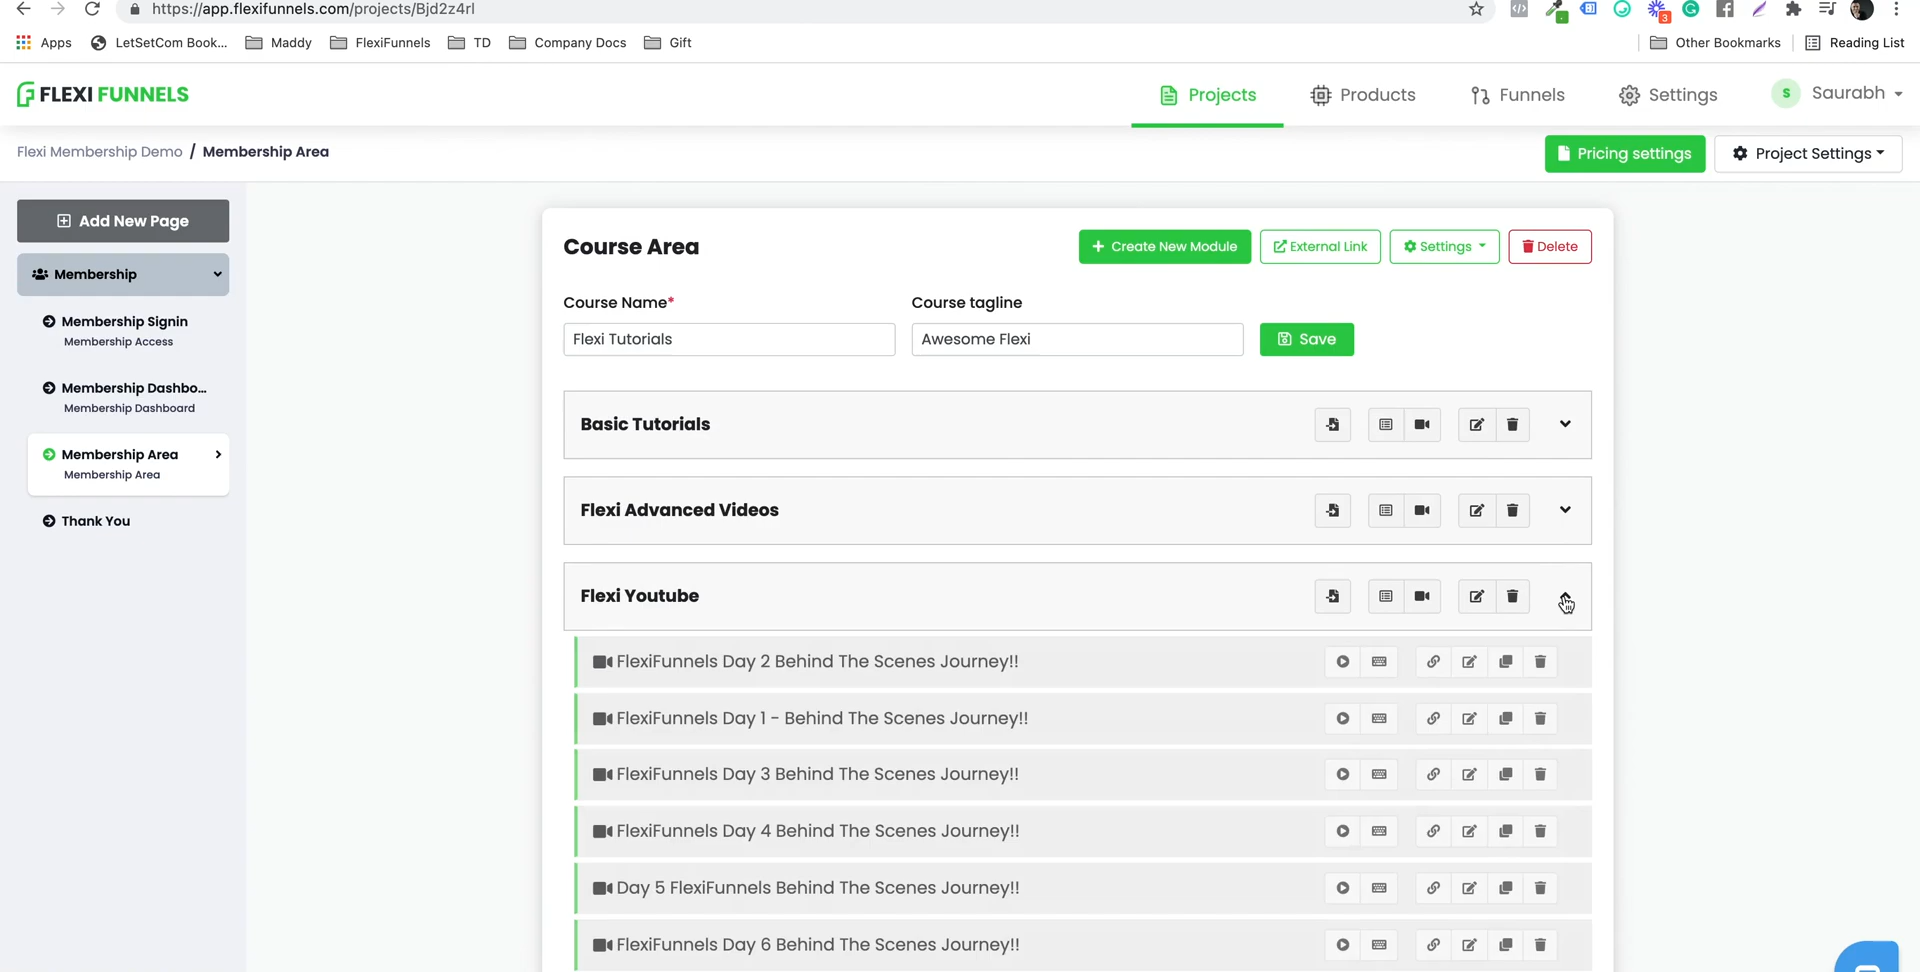 https://app.flexifunnels.com/projects/Bjd2z4rl
3
Apps
LetSetCom Book...
Maddy
FlexiFunnels
TD
Company Docs
Gift
Other Bookmarks
Reading List
FLEXI FUNNELS
Projects
Products
Funnels
Settings
S
Saurabh
Flexi Membership Demo / Membership Area
Pricing settings
Project Settings
Add New Page
Membership
Membership Signin
Membership Access
Membership Dashbo...
Membership Dashboard
Membership Area
Membership Area
Thank You
Course Area
+ Create New Module
External Link
Settings
Delete
Course Name*
Course tagline
Flexi Tutorials
Awesome Flexi
Save
Basic Tutorials
Flexi Advanced Videos
Flexi Youtube
FlexiFunnels Day 2 Behind The Scenes Journey!!
FlexiFunnels Day 1 - Behind The Scenes Journey!!
FlexiFunnels Day 3 Behind The Scenes Journey!!
FlexiFunnels Day 4 Behind The Scenes Journey!!
Day 5 FlexiFunnels Behind The Scenes Journey!!
FlexiFunnels Day 6 Behind The Scenes Journey!!